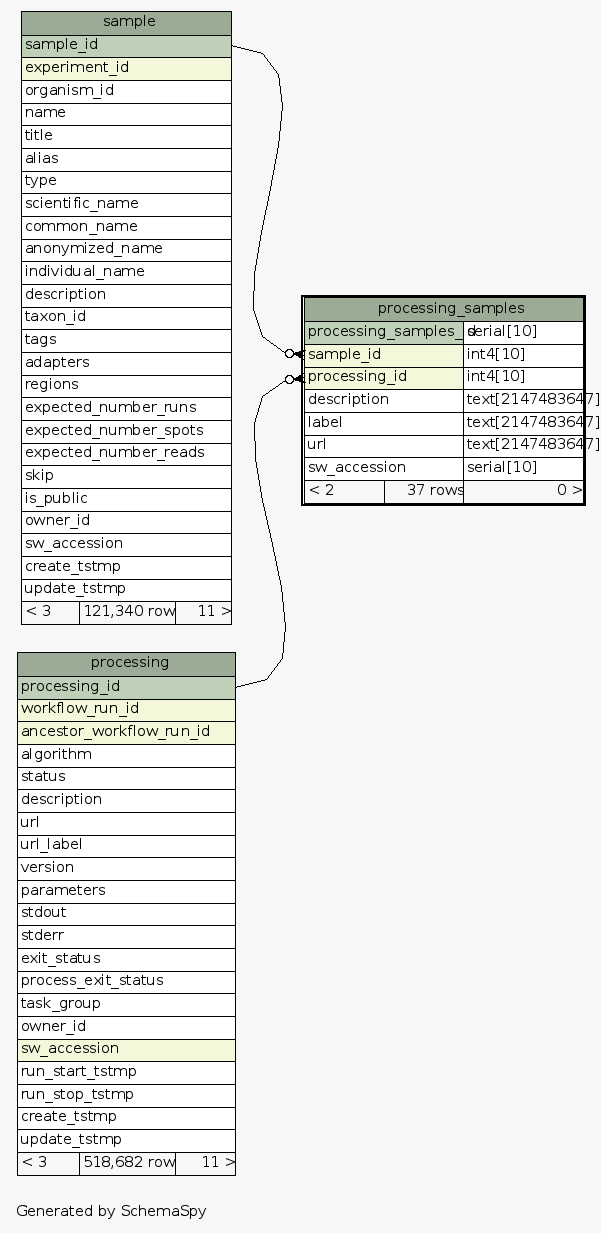 sample
sample_id
experiment_id
organism_id
name
title
alias
type
scientific_name
common_name
anonymized_name
individual_name
description
taxon_id
tags
adapters
regions
expected_number_runs
expected_number_spots
expected_number_reads
skip
is_public
owner_id
sw_accession
create_tstmp
update_tstmp
< 3 121,340 row 11 >
processing_samples
processing_samples_id serial[10]
sample_id int4[10]
processing_id int4[10]
description text[2147483647]
label text[2147483647]
url text[2147483647]
sw_accession serial[10]
< 2 37 rows 0 >
processing
processing_id
workflow_run_id
ancestor_workflow_run_id
algorithm
status
description
url
url_label
version
parameters
stdout
stderr
exit_status
process_exit_status
task_group
owner_id
sw_accession
run_start_tstmp
run_stop_tstmp
create_tstmp
update_tstmp
< 3 518,682 row 11 >
Generated by SchemaSpy